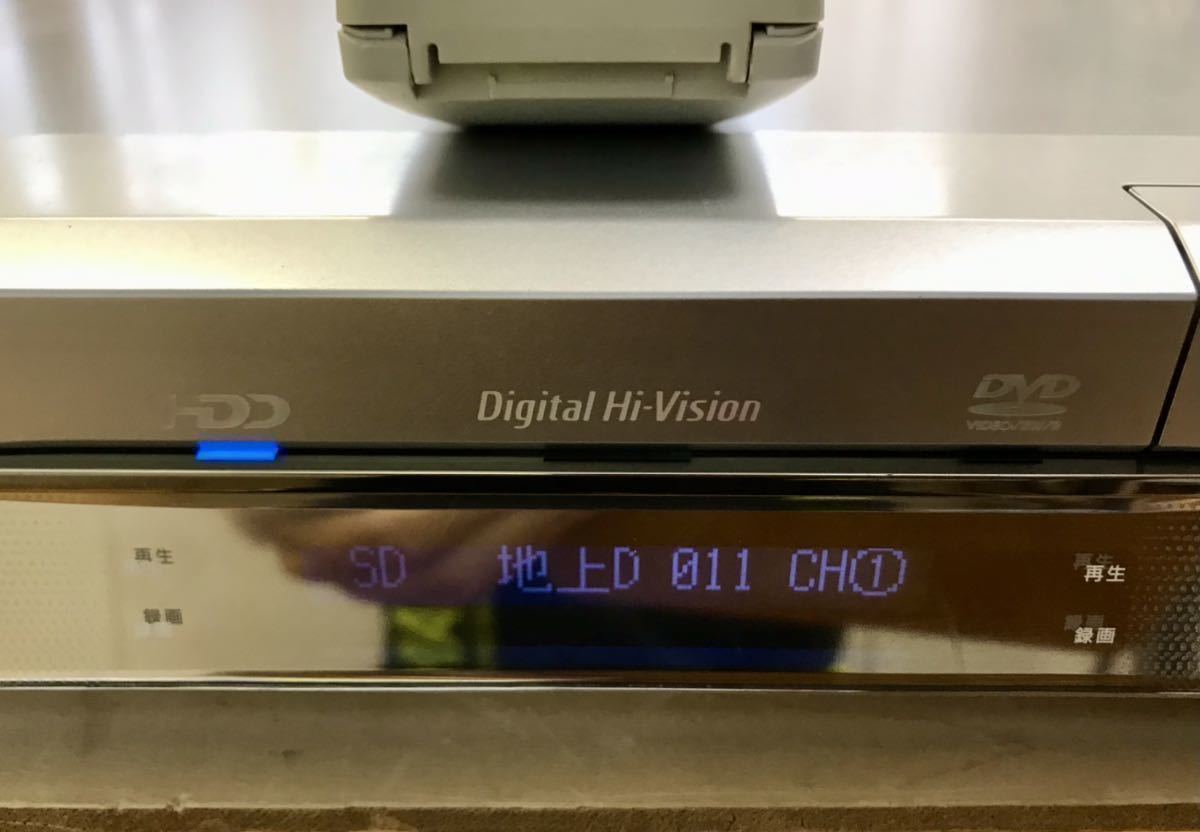 HDD
Digital Hi-Vision
DVD
再生
SD 地上D 011 CH①
再生
録画
録画